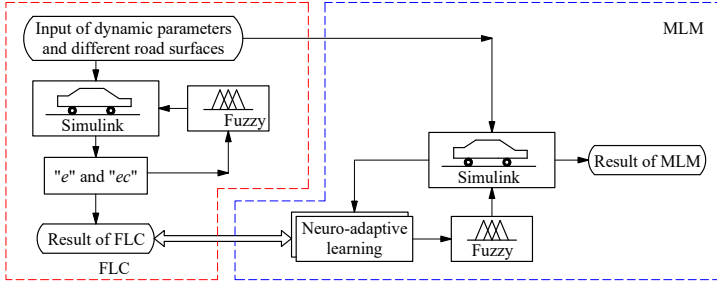 Input of dynamic parameters
and different road surfaces
MLM
Simulink
Fuzzy
"e" and "ec"
Simulink
Result of MLM
Result of FLC
Neuro-adaptive
learning
Fuzzy
FLC